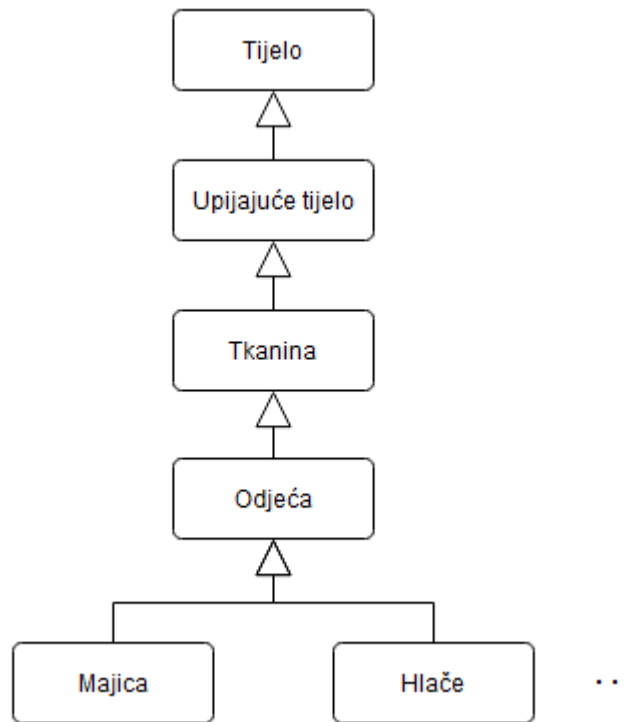 Tijelo
Upijajuće tijelo
Tkanina
Odjeća
Majica
Hlače
. .